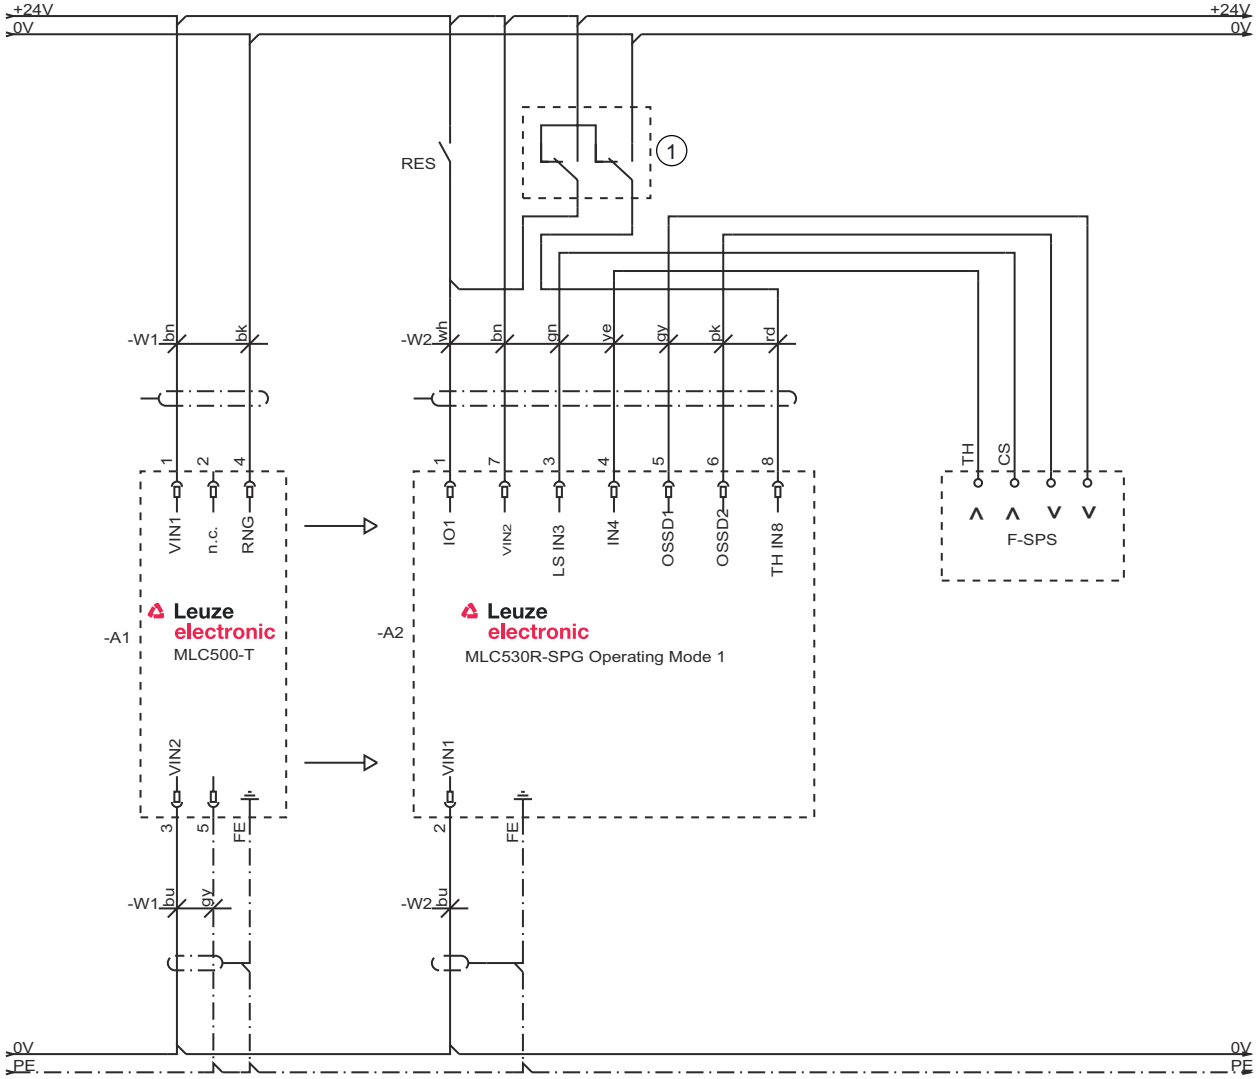 +24V +24V
0V 0V
RES 1
-W1 bn bk -W2 wh bn gn ye gy pk rd
TH CS
1 2 4 1 7 3 4 5 6 8
VIN1 n.c. RNG IO1 VIN2 LS IN3 IN4 OSSD1 OSSD2 TH IN8
F-SPS
Leuze Leuze
-A1 electronic -A2 electronic
MLC500-T MLC530R-SPG Operating Mode 1
VIN2 VIN1
3 5 FE 2 FE
-W1 bu gy -W2 bu
0V 0V
PE PE